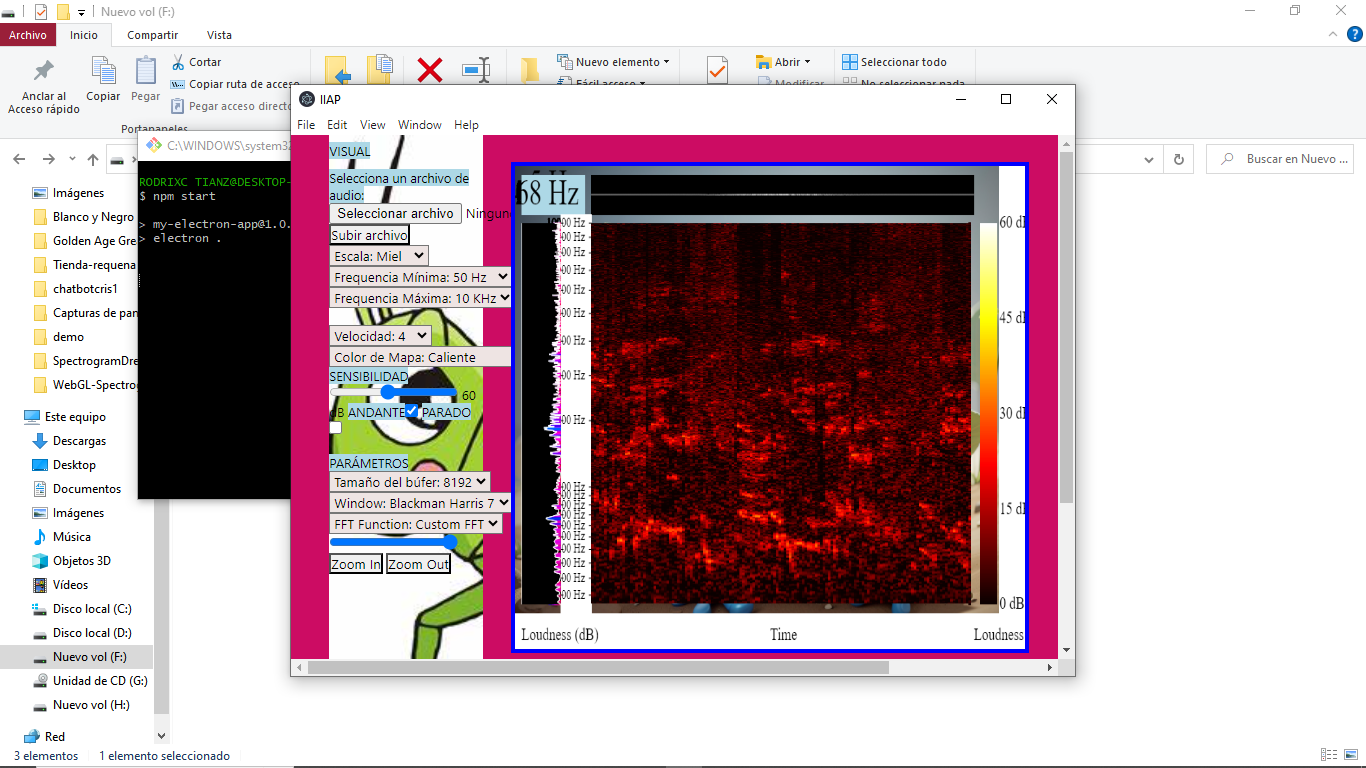 Nuevo vol (F:)
Archivo
Inicio
Compartir
Vista
Anclar al
Acceso rápido
Copiar
Pegar
Cortar
Copiar ruta de acces
Pegar acceso directo
Portapapeles
Nuevo elemento
Fácil acceso
Abrir
Modificar
Seleccionar todo
No seleccionar nada
Buscar en Nuevo ...
Imágenes
Blanco y Negro
Golden Age Gre
Tienda-requena
chatbotcris1
Capturas de pan
demo
SpectrogramDre
WebGL-Spectro
Este equipo
Descargas
Desktop
Documentos
Imágenes
Música
Objetos 3D
Vídeos
Disco local (C:)
Disco local (D:)
Nuevo vol (F:)
Unidad de CD (G:)
Nuevo vol (H:)
Red
3 elementos
1 elemento seleccionado
C:\WINDOWS\system32
RODRIXC TIANZ@DESKTOP-
$ npm start
> my-electron-app@1.0.
> electron .
IIAP
File Edit View Window Help
VISUAL
Selecciona un archivo de
audio:
Seleccionar archivo Ninguno
Subir archivo
Escala: Miel
Frequencia Mínima: 50 Hz
Frequencia Máxima: 10 KHz
Velocidad: 4
Color de Mapa: Caliente
SENSIBILIDAD
60
dB ANDANTE PARADO
PARÁMETROS
Tamaño del búfer: 8192
Window: Blackman Harris 7
FFT Function: Custom FFT
Zoom In Zoom Out
68 Hz
60 dB
45 dB
30 dB
15 dB
0 dB
Loudness (dB)
Time
Loudness